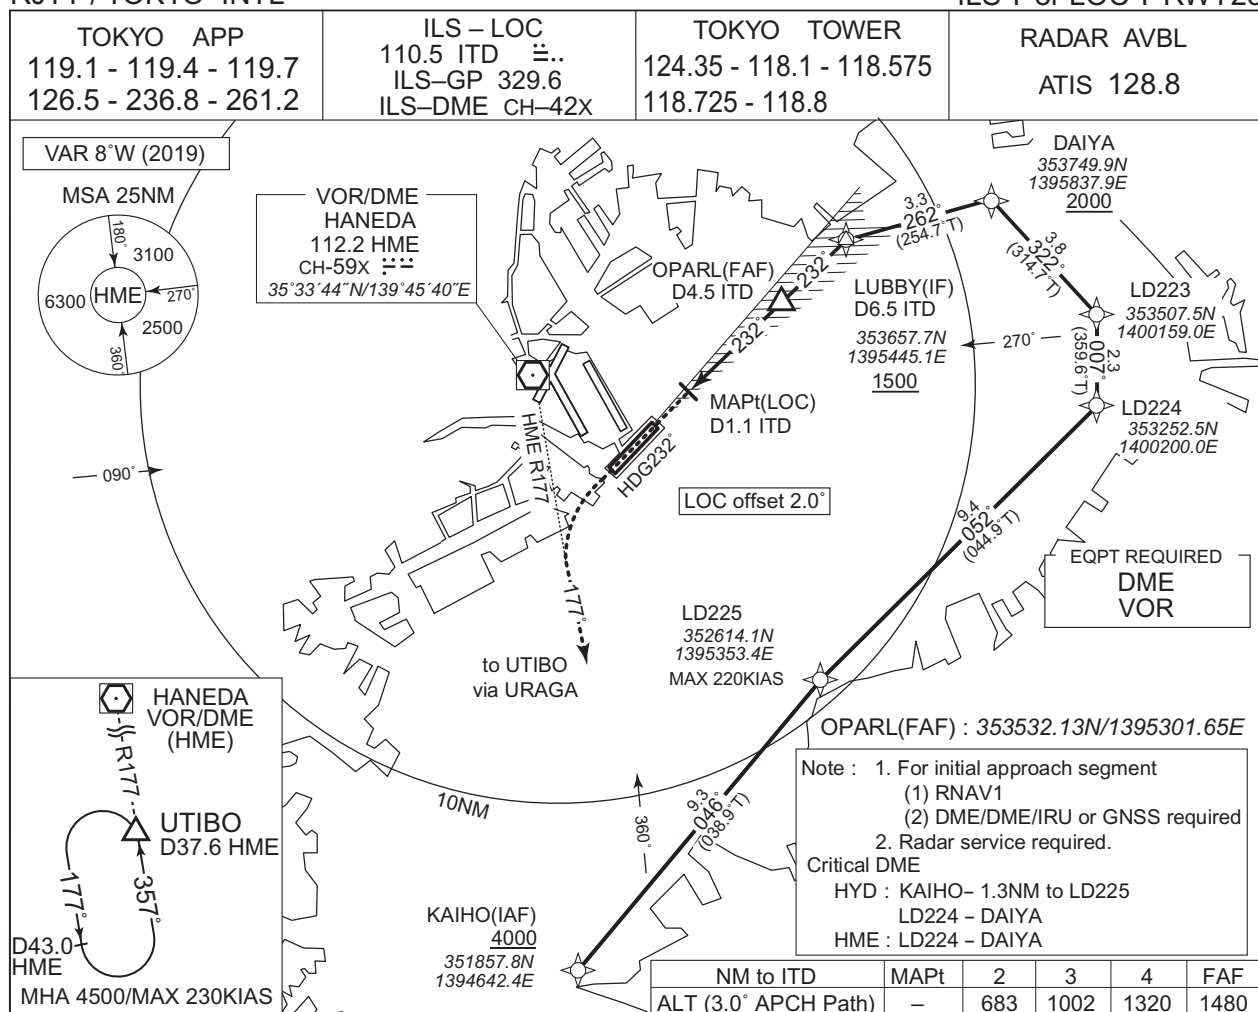 TOKYO APP
119.1 - 119.4 - 119.7
126.5 - 236.8 - 261.2
ILS – LOC
110.5 ITD
ILS–GP 329.6
ILS–DME CH–42X
TOKYO TOWER
124.35 - 118.1 - 118.575
118.725 - 118.8
RADAR AVBL
ATIS 128.8
VAR 8°W (2019)
MSA 25NM
180°
3100
6300
HME
270°
2500
360°
VOR/DME
HANEDA
112.2 HME
CH-59X
35°33´44˝N/139°45´40˝E
DAIYA
353749.9N
1395837.9E
2000
3.3
262°
(254.7°T)
3.8
322°
(314.7°T)
OPARL(FAF)
D4.5 ITD
232°
LUBBY(IF)
D6.5 ITD
353657.7N
1395445.1E
1500
LD223
353507.5N
1400159.0E
270°
2.3
007°
(359.6°T)
232°
MAPt(LOC)
D1.1 ITD
LD224
353252.5N
1400200.0E
HME R177
HDG232°
090°
LOC offset 2.0°
9.4
052°
(044.9°T)
EQPT REQUIRED
DME
VOR
177°
LD225
352614.1N
1395353.4E
MAX 220KIAS
to UTIBO
via URAGA
HANEDA
VOR/DME
(HME)
R177
UTIBO
D37.6 HME
177°
357°
D43.0
HME
MHA 4500/MAX 230KIAS
10NM
360°
9.3
046°
(038.9°T)
OPARL(FAF) : 353532.13N/1395301.65E
Note : 1. For initial approach segment
(1) RNAV1
(2) DME/DME/IRU or GNSS required
2. Radar service required.
Critical DME
HYD : KAIHO– 1.3NM to LD225
LD224 – DAIYA
HME : LD224 – DAIYA
KAIHO(IAF)
4000
351857.8N
1394642.4E
NM to ITD MAPt 2 3 4 FAF
ALT (3.0° APCH Path) – 683 1002 1320 1480